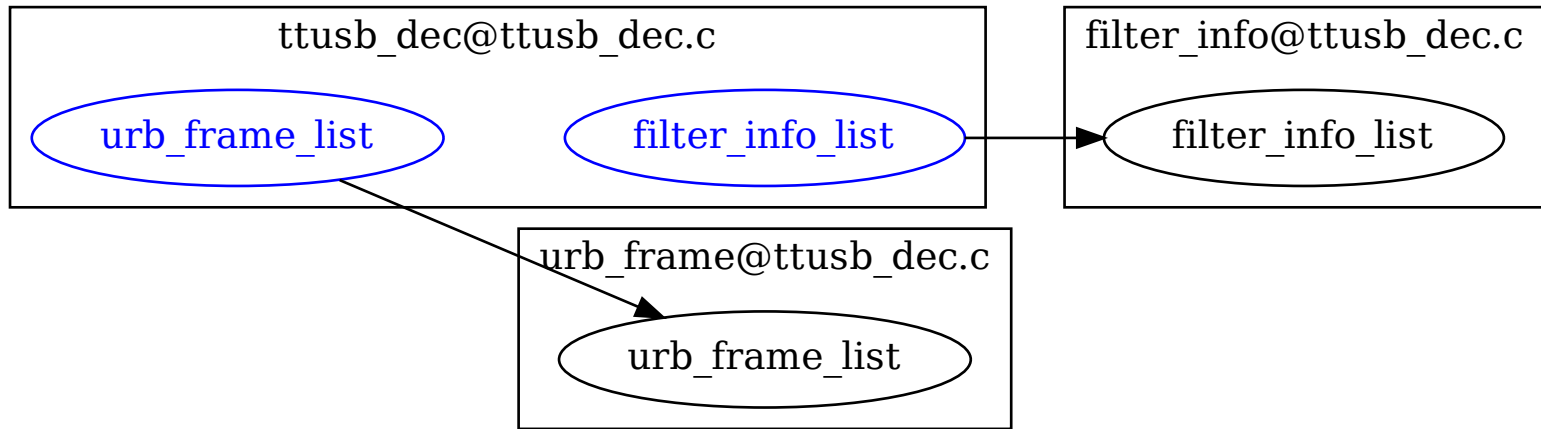 ttusb_dec@ttusb_dec.c
urb_frame_list
filter_info_list
filter_info@ttusb_dec.c
filter_info_list
urb_frame@ttusb_dec.c
urb_frame_list